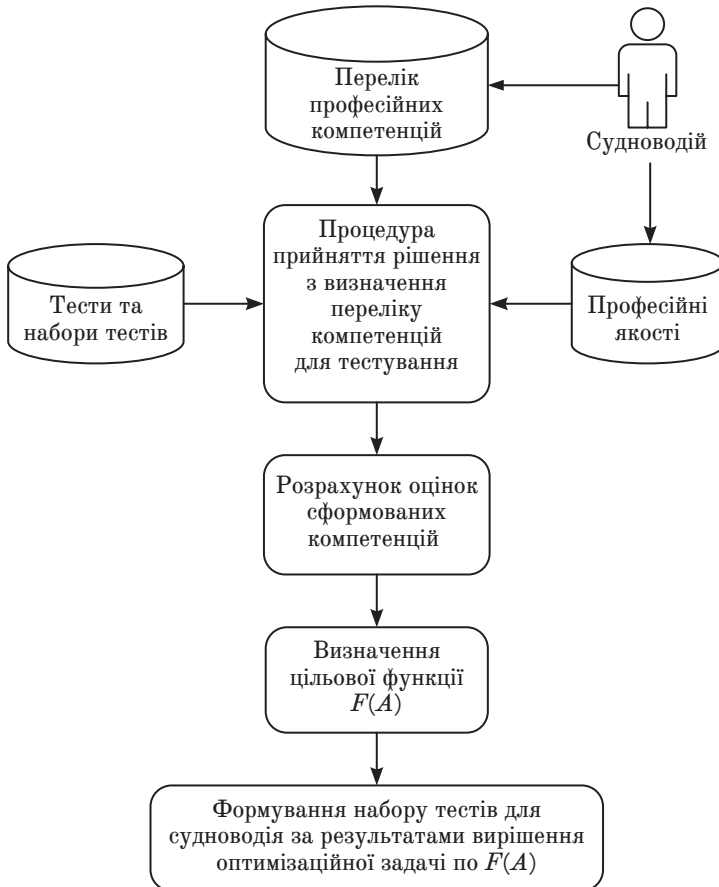 Перелік
професійних
компетенцій
Судноводій
Процедура
прийняття рішення
з визначення
переліку
компетенцій
для тестування
Тести та
набори тестів
Професійні
якості
Розрахунок оцінок
сформованих
компетенцій
Визначення
цільової функції
F(A)
Формування набору тестів для
судноводія за результатами вирішення
оптимізаційної задачі по F(A)